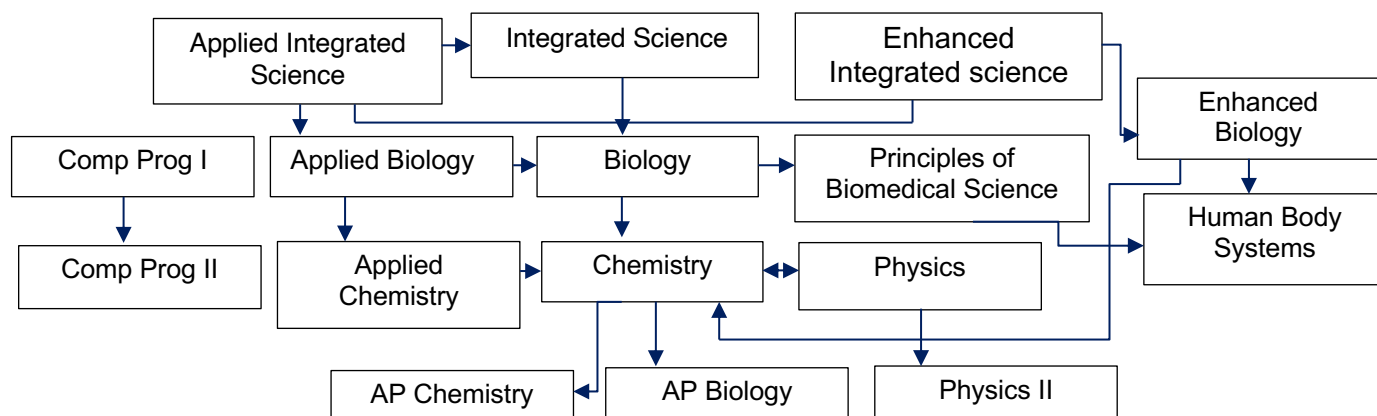 Applied Integrated
Science
Integrated Science
Enhanced
Integrated science
Enhanced
Biology
Comp Prog I
Applied Biology
Biology
Principles of
Biomedical Science
Human Body
Systems
Comp Prog II
Applied
Chemistry
Chemistry
Physics
AP Chemistry
AP Biology
Physics II